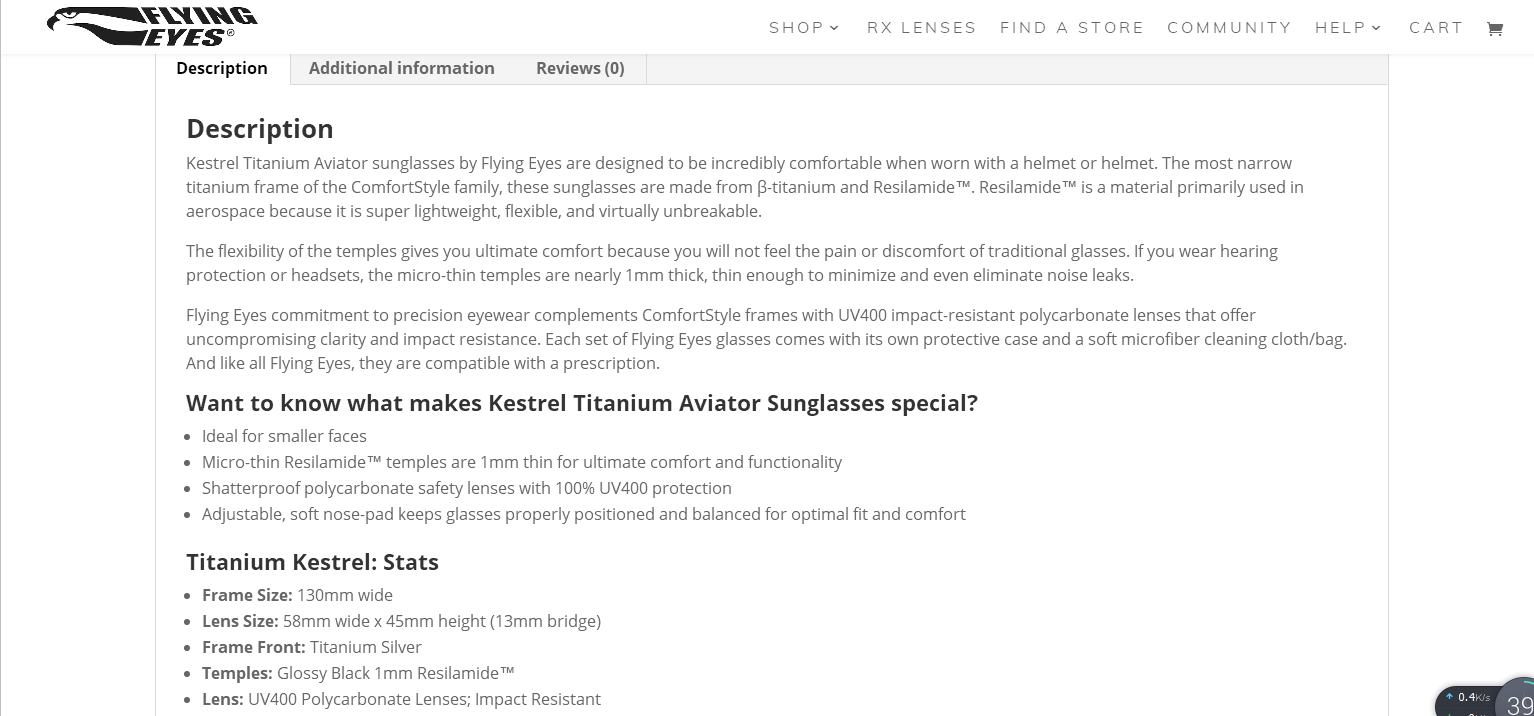 FLYING EYES®
SHOP RX LENSES FIND A STORE COMMUNITY HELP CART
Description Additional information Reviews (0)
Description
Kestrel Titanium Aviator sunglasses by Flying Eyes are designed to be incredibly comfortable when worn with a helmet or helmet. The most narrow
titanium frame of the ComfortStyle family, these sunglasses are made from β-titanium and Resilamide™. Resilamide™ is a material primarily used in
aerospace because it is super lightweight, flexible, and virtually unbreakable.
The flexibility of the temples gives you ultimate comfort because you will not feel the pain or discomfort of traditional glasses. If you wear hearing
protection or headsets, the micro-thin temples are nearly 1mm thick, thin enough to minimize and even eliminate noise leaks.
Flying Eyes commitment to precision eyewear complements ComfortStyle frames with UV400 impact-resistant polycarbonate lenses that offer
uncompromising clarity and impact resistance. Each set of Flying Eyes glasses comes with its own protective case and a soft microfiber cleaning cloth/bag.
And like all Flying Eyes, they are compatible with a prescription.
Want to know what makes Kestrel Titanium Aviator Sunglasses special?
Ideal for smaller faces
Micro-thin Resilamide™ temples are 1mm thin for ultimate comfort and functionality
Shatterproof polycarbonate safety lenses with 100% UV400 protection
Adjustable, soft nose-pad keeps glasses properly positioned and balanced for optimal fit and comfort
Titanium Kestrel: Stats
Frame Size: 130mm wide
Lens Size: 58mm wide x 45mm height (13mm bridge)
Frame Front: Titanium Silver
Temples: Glossy Black 1mm Resilamide™
Lens: UV400 Polycarbonate Lenses; Impact Resistant
0.4K/s
39